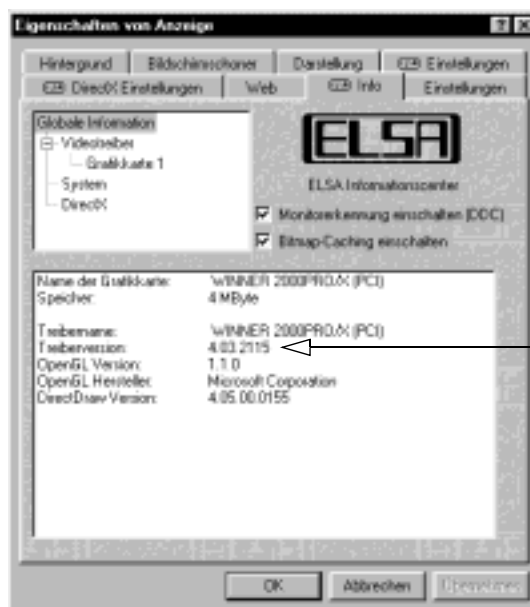 Eigenschaften von Anzeige
Hintergrund
Bildschirmschoner
Darstellung
Einstellungen
DirectX Einstellungen
Web
Info
Einstellungen
Globale Information
Videotreiber
Grafikkarte 1
System
DirectX
ELSA
ELSA Informationscenter
Monitorerkennung einschalten (DDC)
Bitmap-Caching einschalten
Name der Grafikkarte: WINNER 2000PRO/X (PCI)
Speicher: 4 MByte
Treibername: WINNER 2000PRO/X (PCI)
Treiberversion: 4.03.2115
OpenGL Version: 1.1.0
OpenGL Hersteller: Microsoft Corporation
DirectDraw Version: 4.05.00.0155
OK
Abbrechen
Übernehmen